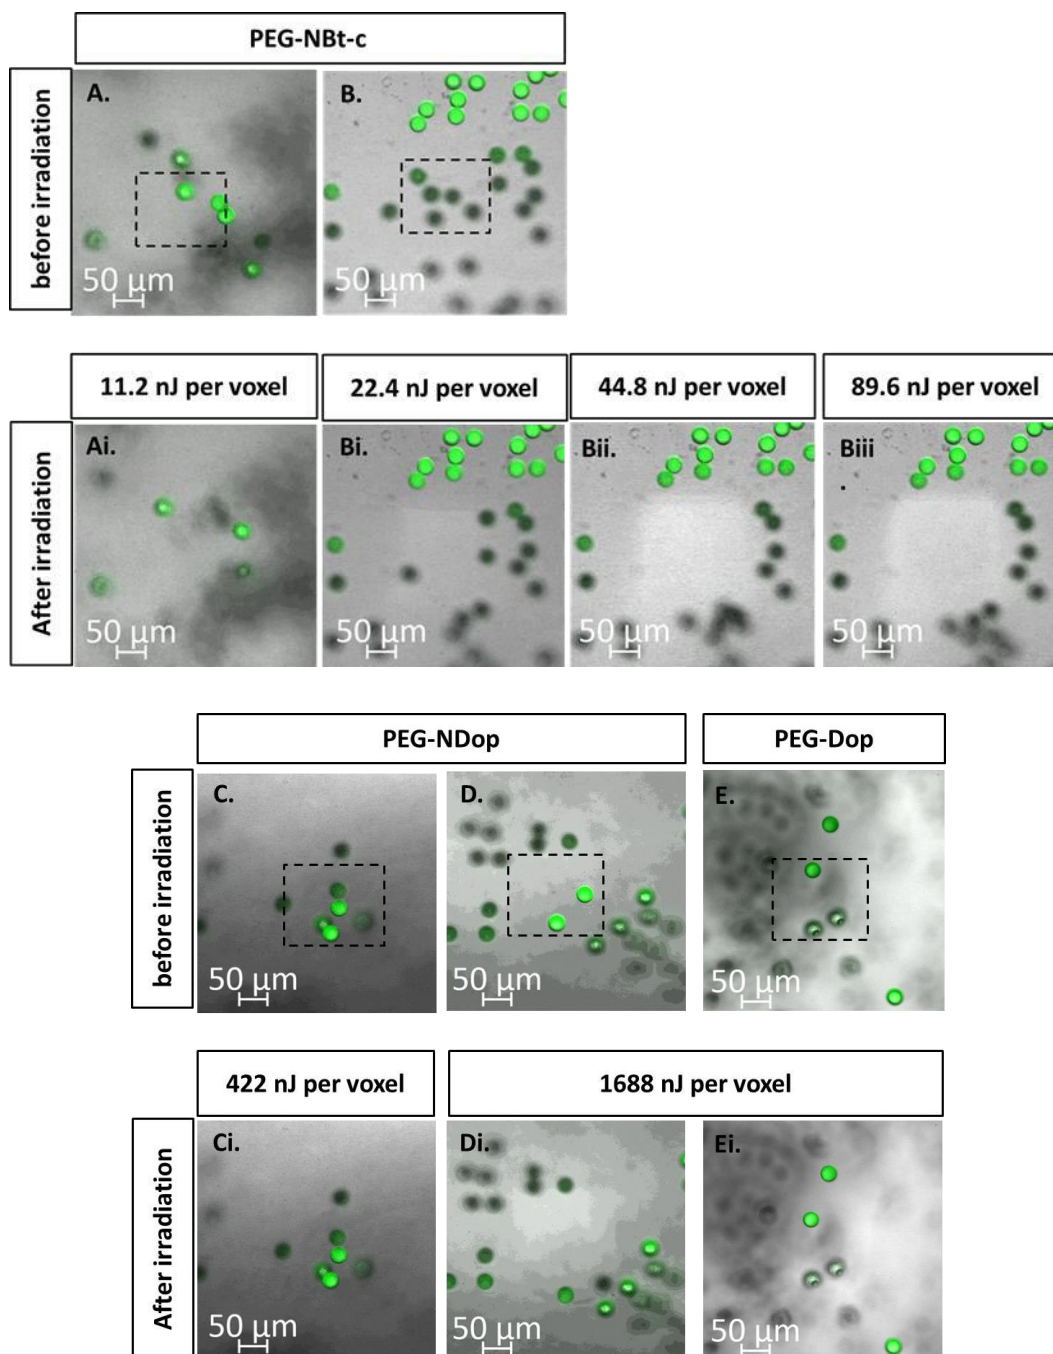 PEG-NBt-c
before irradiation
A.
B.
50 µm
50 µm
11.2 nJ per voxel
22.4 nJ per voxel
44.8 nJ per voxel
89.6 nJ per voxel
After irradiation
Ai.
Bi.
Bii.
Biii
.
50 µm
50 µm
50 µm
50 µm
PEG-NDop
PEG-Dop
before irradiation
C.
D.
E.
50 µm
50 µm
50 µm
422 nJ per voxel
1688 nJ per voxel
After irradiation
Ci.
Di.
Ei.
50 µm
50 µm
50 µm